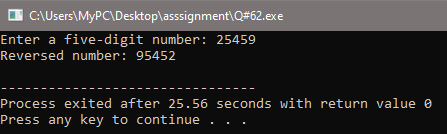 C:\Users\MyPC\Desktop\asssignment\Q#62.exe
Enter a five-digit number: 25459
Reversed number: 95452
--------------------------------
Process exited after 25.56 seconds with return value 0
Press any key to continue . . .